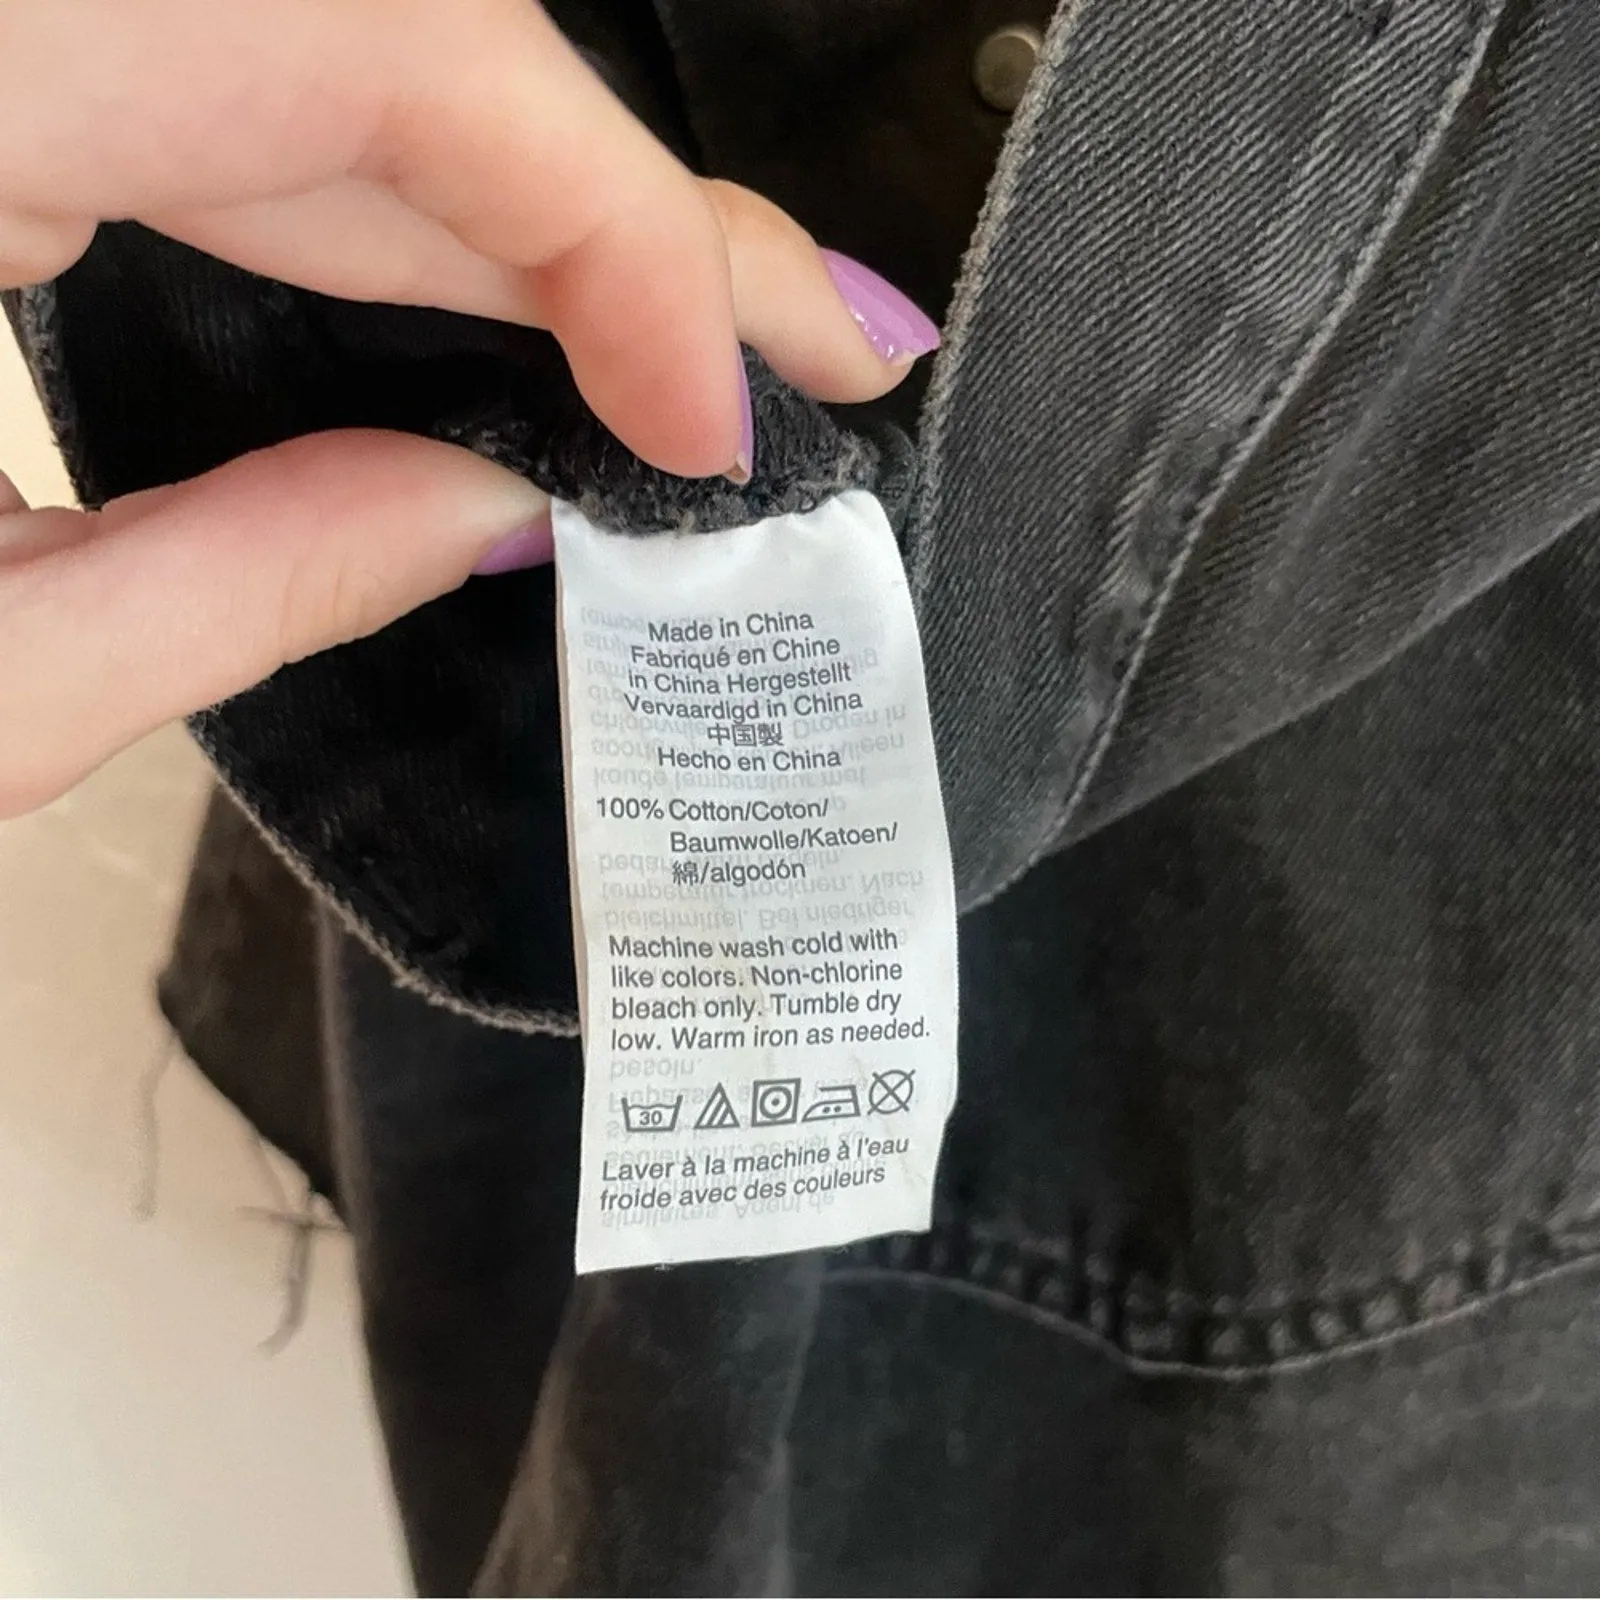 Made in China
Fabriqué en Chine
in China Hergestellt
Vervaardigd in China
中国製
Hecho en China
100% Cotton/Coton/
Baumwolle/Katoen/
綿/algodón
Machine wash cold with
like colors. Non-chlorine
bleach only. Tumble dry
low. Warm iron as needed.
30
Laver à la machine à l'eau
froide avec des couleurs